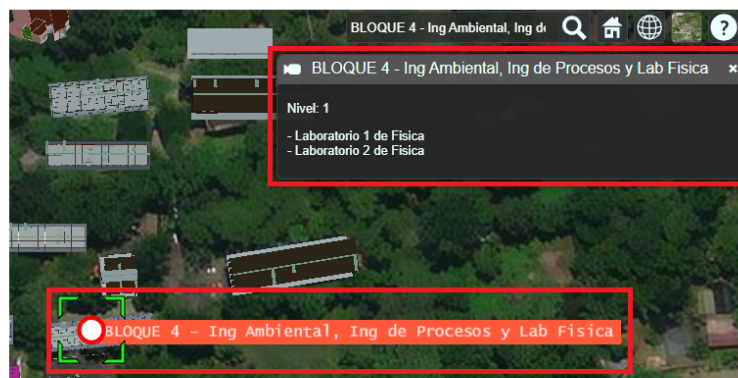 BLOQUE 4 - Ing Ambiental, Ing d
?
BLOQUE 4 - Ing Ambiental, Ing de Procesos y Lab Fisica ×
Nivel: 1
- Laboratorio 1 de Fisica
- Laboratorio 2 de Fisica
BLOQUE 4 - Ing Ambiental, Ing de Procesos y Lab Fisica